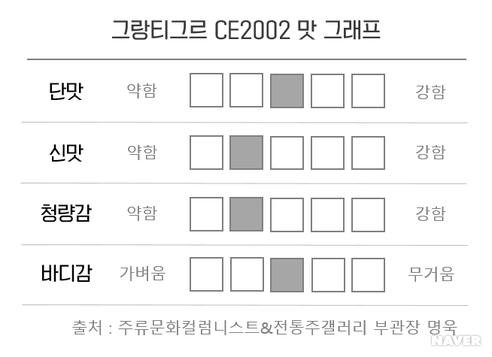 그랑티그르 CE2002 맛 그래프
단맛 약함 강함
신맛 약함 강함
청량감 약함 강함
바디감 가벼움 무거움
출처 : 주류문화컬럼니스트&전통주갤러리 부관장 명욱
NAVER